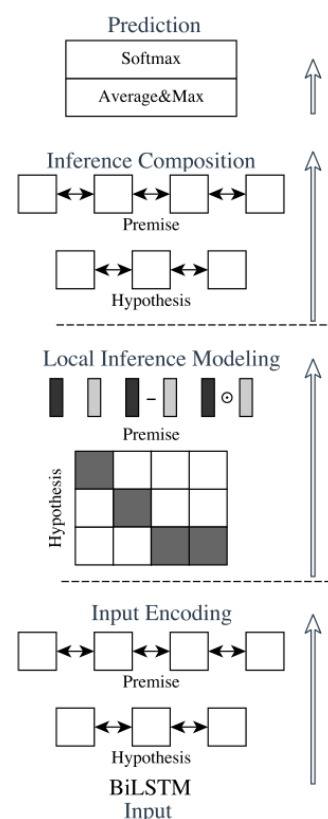 Prediction
Softmax
Average&Max
Inference Composition
Premise
Hypothesis
Local Inference Modeling
−
⊙
Premise
Hypothesis
Input Encoding
Premise
Hypothesis
BiLSTM
Input